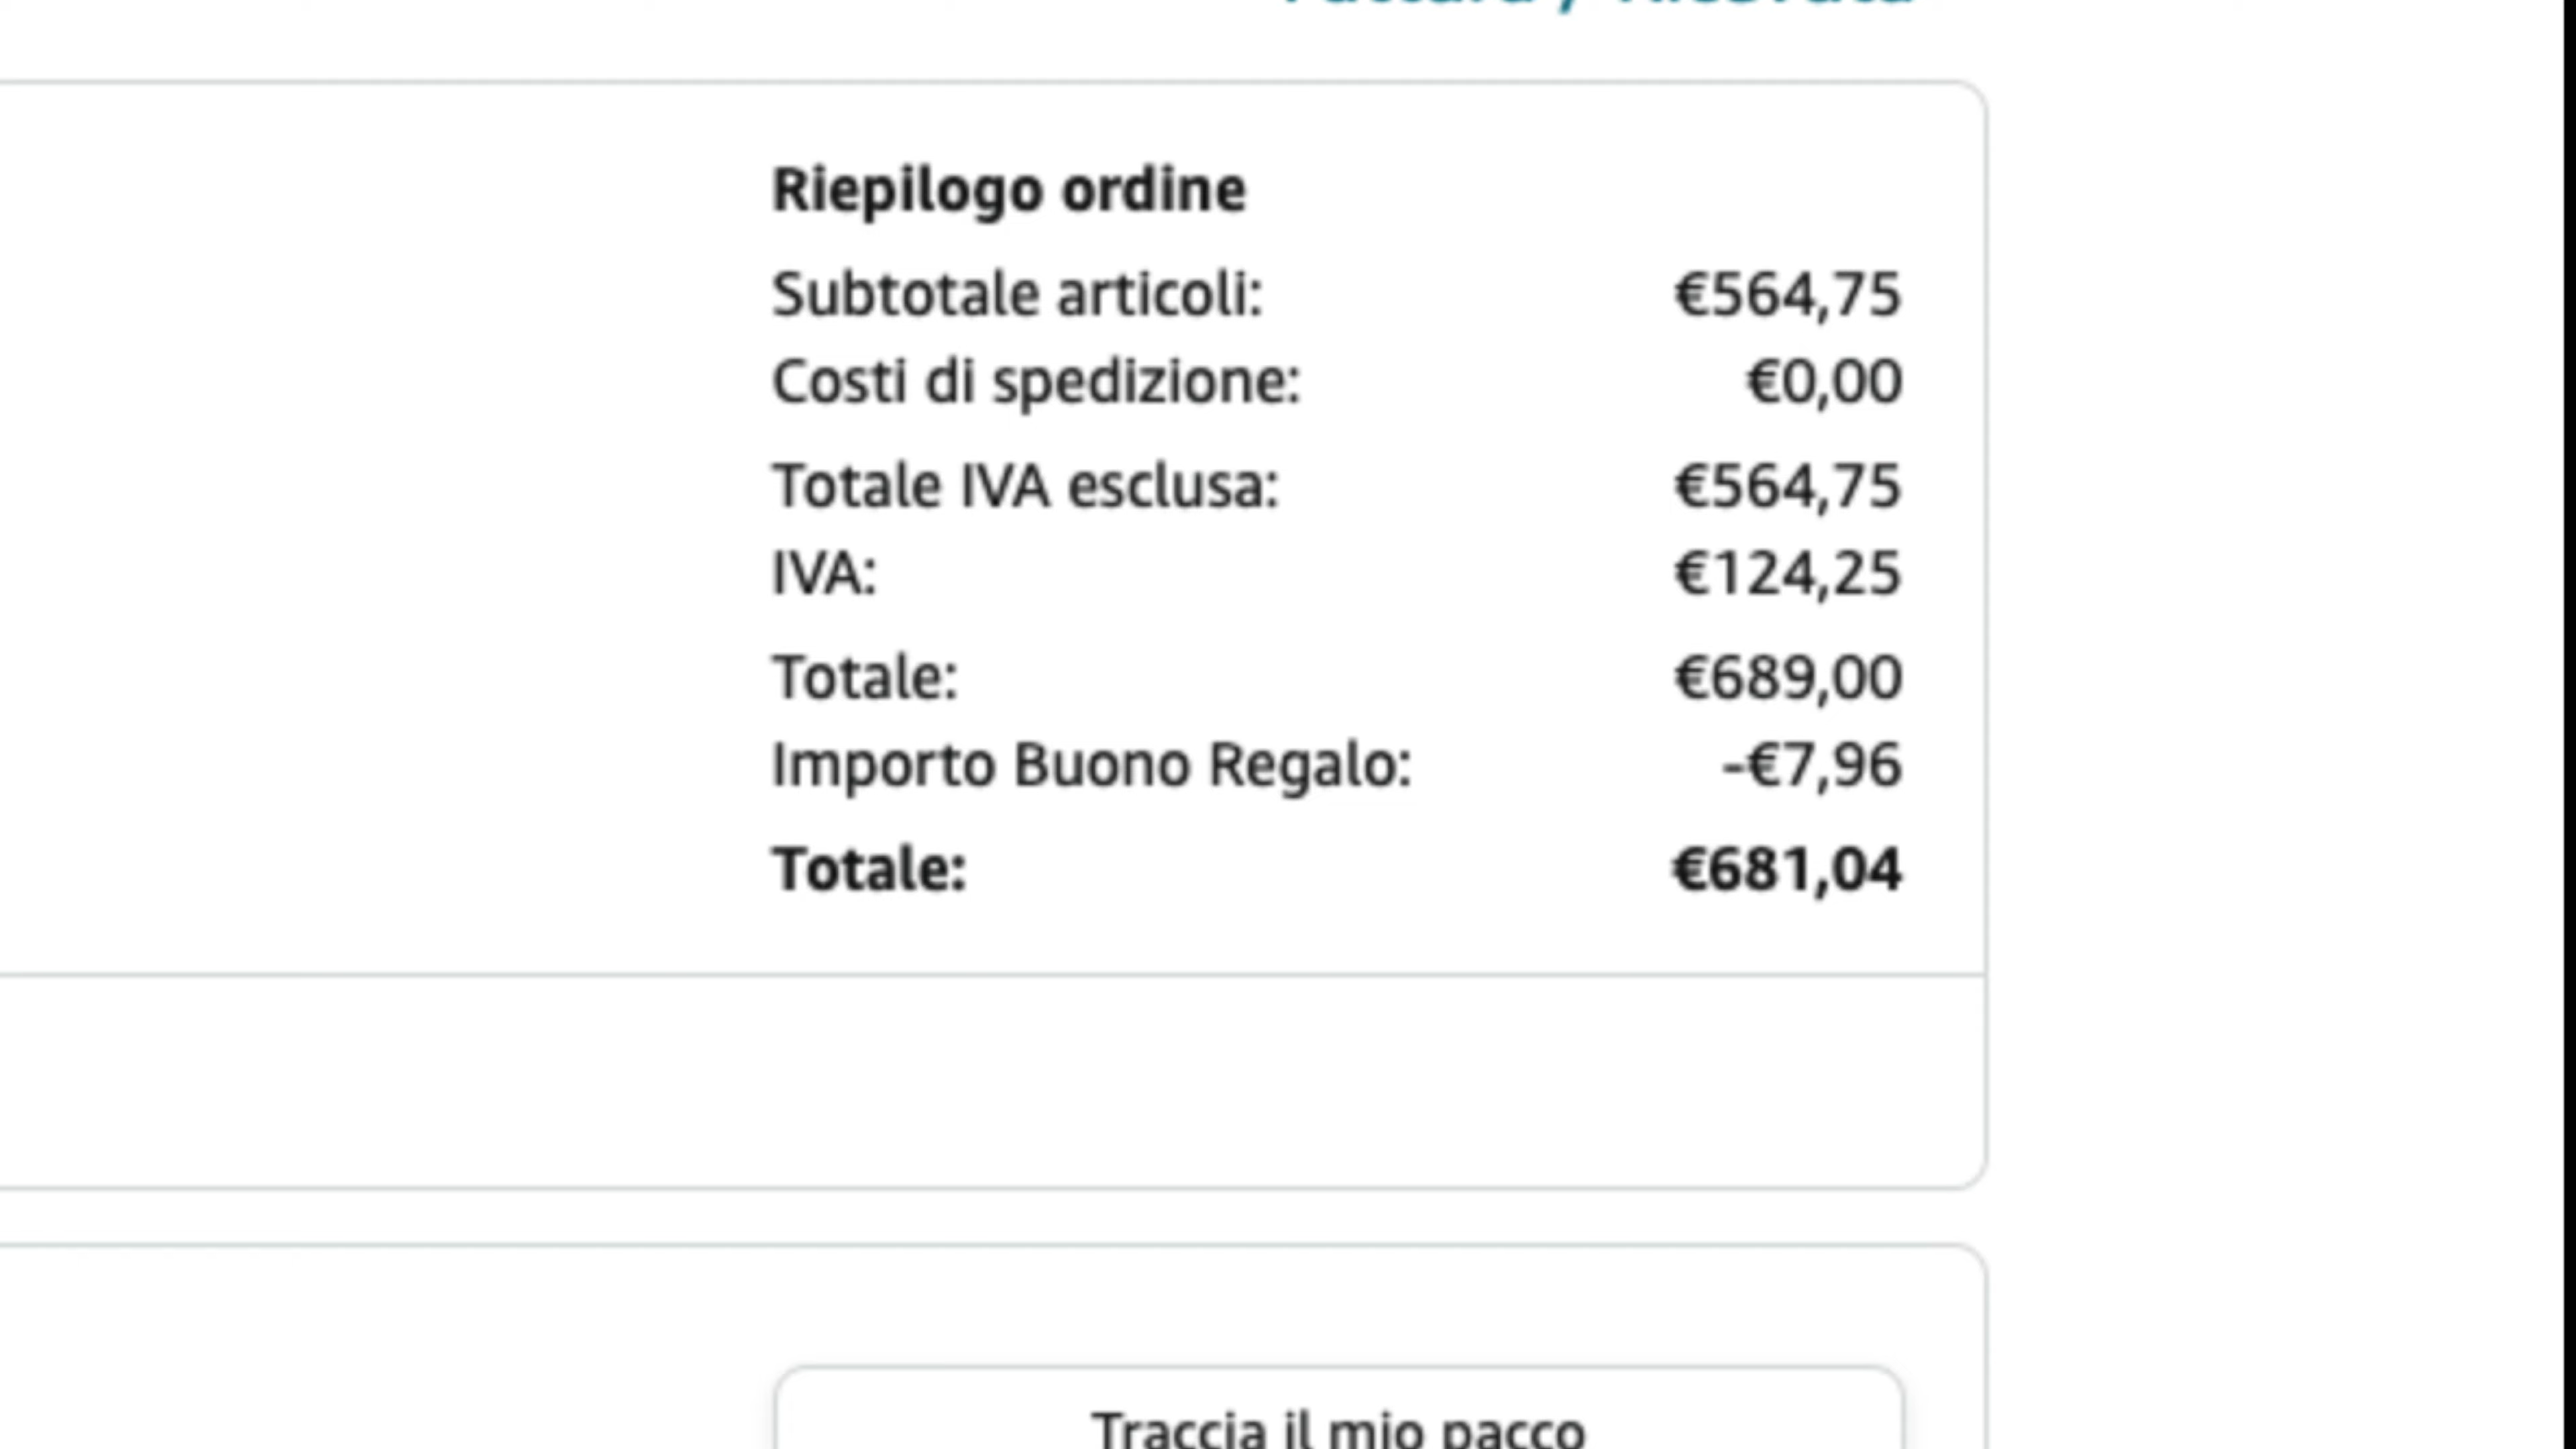 Riepilogo ordine
Subtotale articoli: €564,75
Costi di spedizione: €0,00
Totale IVA esclusa: €564,75
IVA: €124,25
Totale: €689,00
Importo Buono Regalo: -€7,96
Totale: €681,04
Traccia il mio pacco